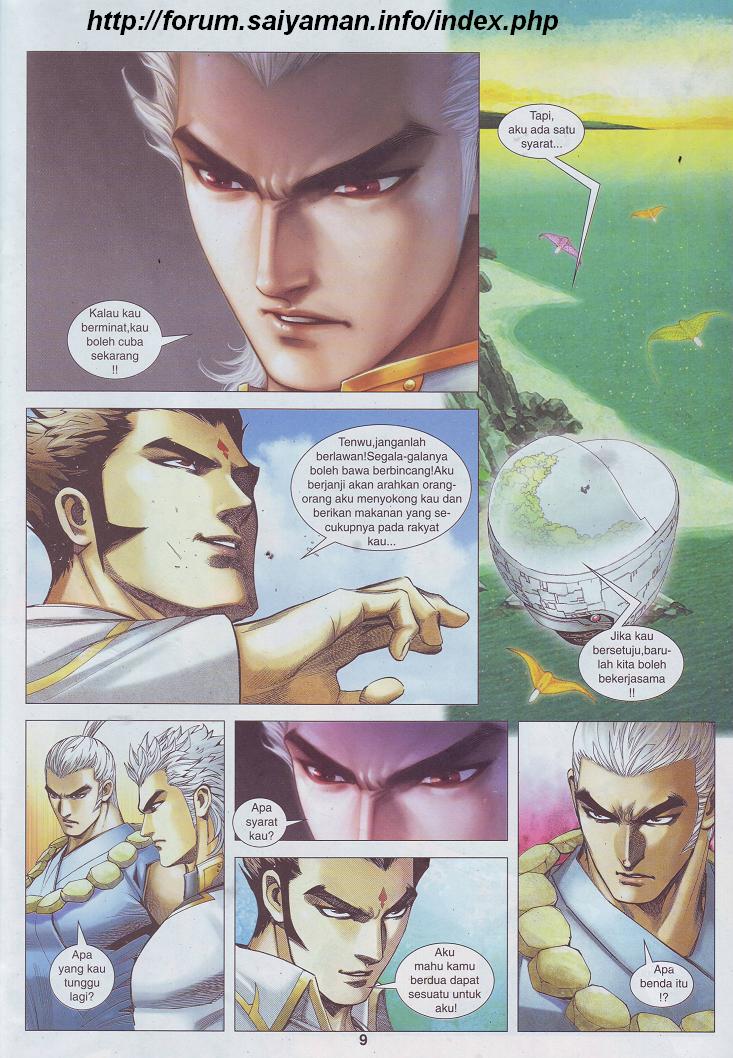 http://forum.saiyaman.info/index.php
Kalau kau
berminat,kau
boleh cuba
sekarang
!!
Tapi,
aku ada satu
syarat...
Tenwu,janganlah
berlawan!Segala-galanya
boleh bawa berbincang!Aku
berjanji akan arahkan orang-
orang aku menyokong kau dan
berikan makanan yang se-
cukupnya pada rakyat
kau...
Jika kau
bersetuju,baru-
lah kita boleh
bekerjasama
!!
Apa
yang kau
tunggu
lagi?
Apa
syarat
kau?
Aku
mahu kamu
berdua dapat
sesuatu untuk
aku!
Apa
benda itu
!?
9